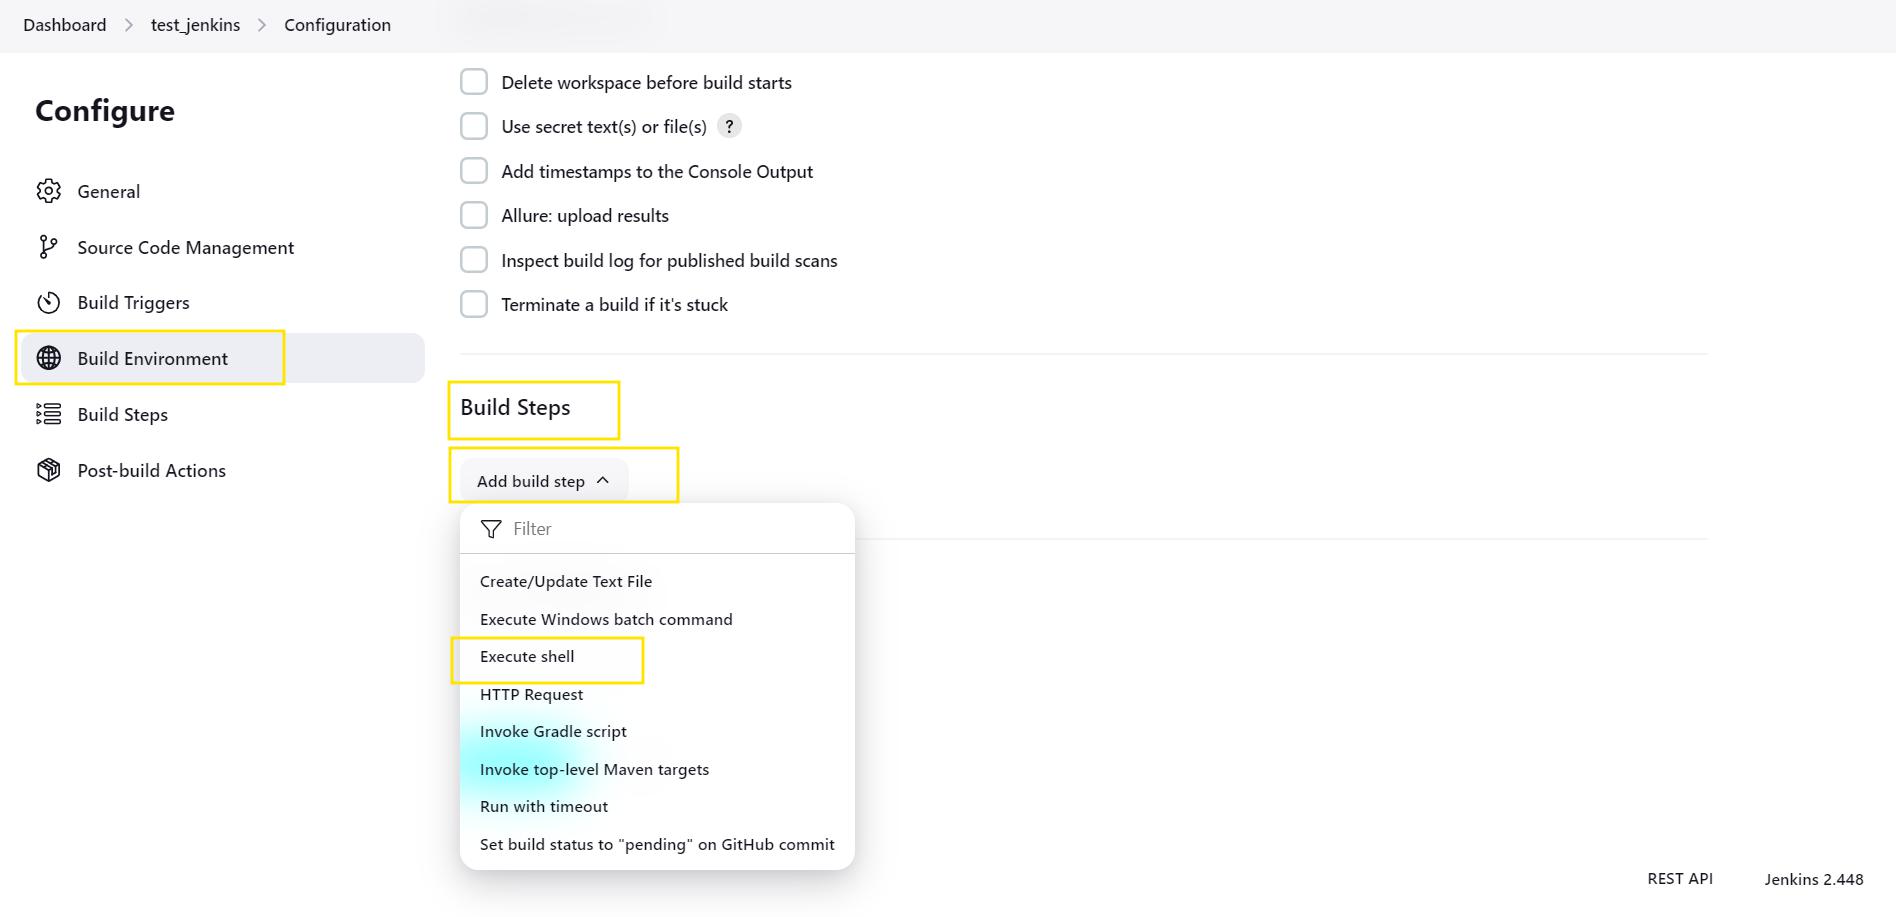 Dashboard > test_jenkins > Configuration
Configure
General
Source Code Management
Build Triggers
Build Environment
Build Steps
Post-build Actions
Delete workspace before build starts
Use secret text(s) or file(s) ?
Add timestamps to the Console Output
Allure: upload results
Inspect build log for published build scans
Terminate a build if it's stuck
Build Steps
Add build step
Filter
Create/Update Text File
Execute Windows batch command
Execute shell
HTTP Request
Invoke Gradle script
Invoke top-level Maven targets
Run with timeout
Set build status to "pending" on GitHub commit
REST API
Jenkins 2.448